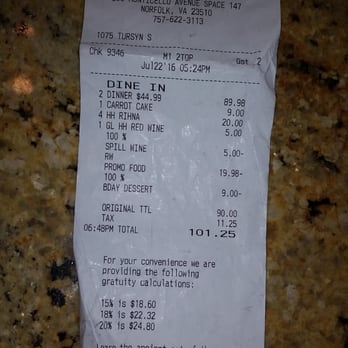 MONTICELLO AVENUE SPACE 147
NORFOLK, VA 23510
757-622-3113
1075 TURSYN S
Chk 9346 M1 2TOP Gst 2
Jul22'16 05:24PM
DINE IN
2 DINNER $44.99 89.98
1 CARROT CAKE 9.00
4 HH RIHNA 20.00
1 GL HH RED WINE 5.00
100 %
SPILL WINE 5.00-
RW
PROMO FOOD 19.98-
100 %
BDAY DESSERT 9.00-
ORIGINAL TTL 90.00
TAX 11.25
06:48PM TOTAL 101.25
For your convenience we are
providing the following
gratuity calculations:
15% is $18.60
18% is $22.32
20% is $24.80